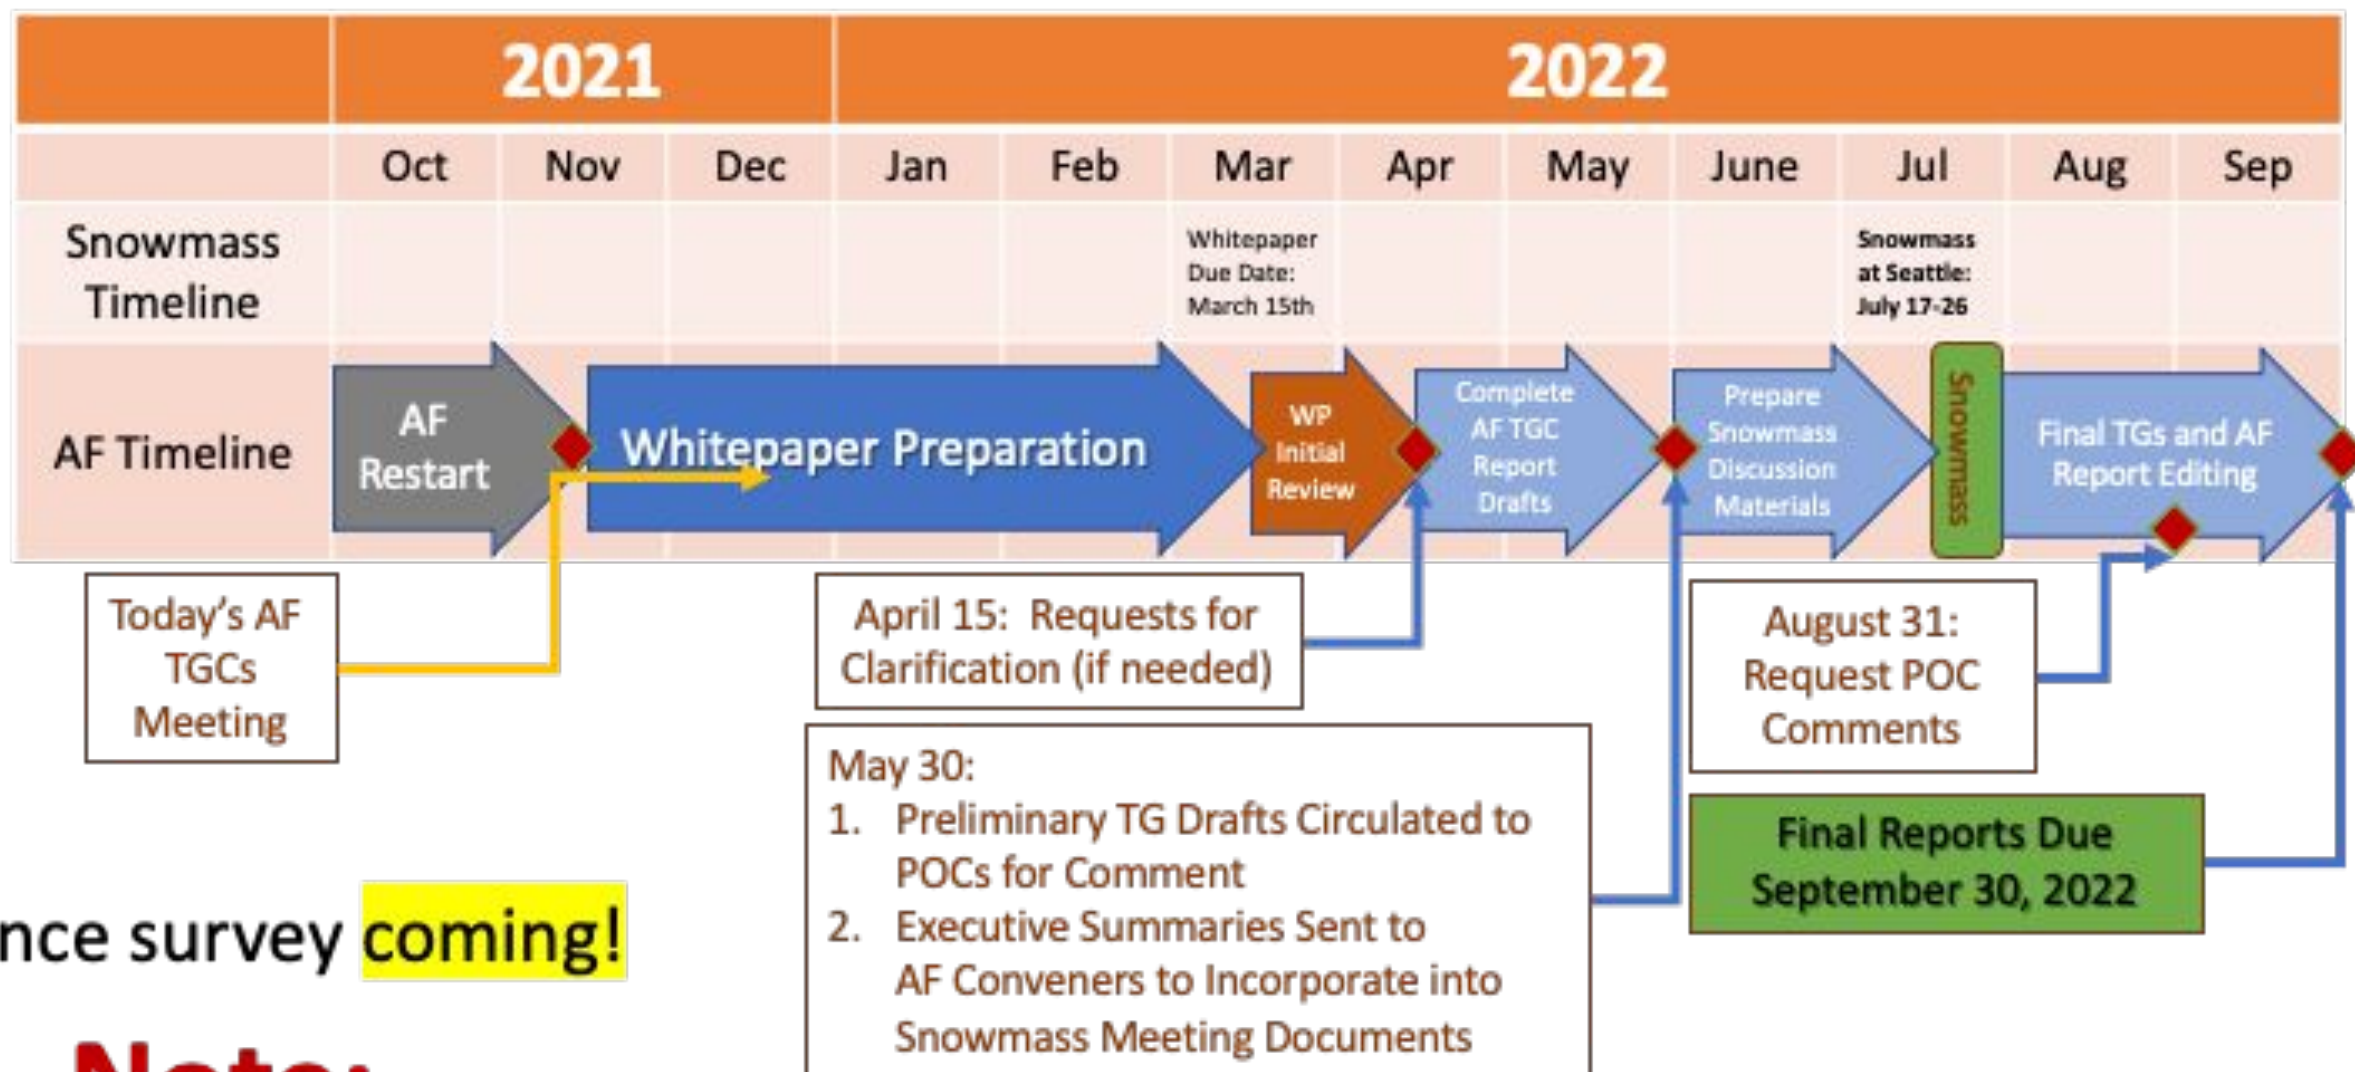 2021 2022
Oct Nov Dec Jan Feb Mar Apr May June Jul Aug Sep
Snowmass
Timeline
Whitepaper
Due Date:
March 15th
Snowmass
at Seattle:
July 17-26
AF Timeline
AF
Restart
Whitepaper Preparation
WP
Initial
Review
Complete
AF TGC
Report
Drafts
Prepare
Snowmass
Discussion
Materials
Snowmass
Final TGs and AF
Report Editing
Today's AF
TGCs
Meeting
April 15: Requests for
Clarification (if needed)
August 31:
Request POC
Comments
May 30:
1. Preliminary TG Drafts Circulated to
POCs for Comment
2. Executive Summaries Sent to
AF Conveners to Incorporate into
Snowmass Meeting Documents
Final Reports Due
September 30, 2022
nce survey coming!
Note: